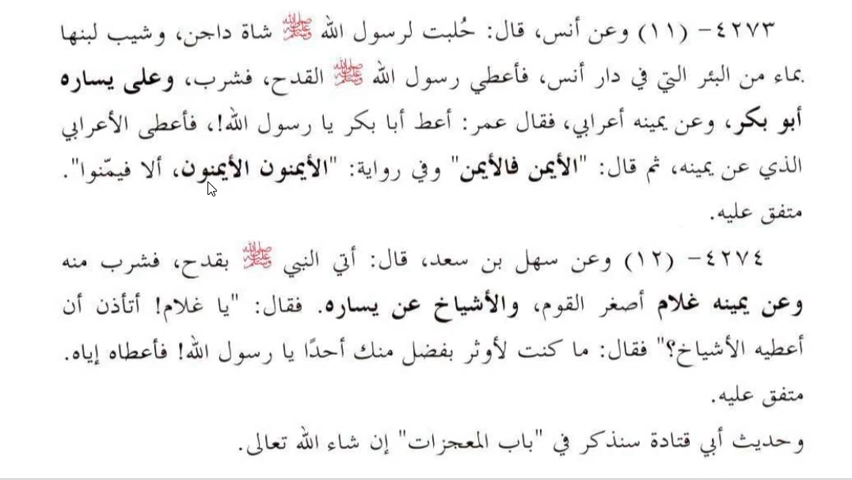 ٤٢٧٣- (١١) وعن أنس، قال: حُلبت لرسول الله ﷺ شاة داجن، وشيب لبنها
بماء من البئر التي في دار أنس، فأعطي رسول الله ﷺ القدح، فشرب، وعلى يساره
أبو بكر، وعن يمينه أعرابي، فقال عمر: أعط أبا بكر يا رسول الله!، فأعطى الأعرابي
الذي عن يمينه، ثم قال: "الأيمن فالأيمن" وفي رواية: "الأيمنون الأيمنون، ألا فيمّنوا".
متفق عليه.
٤٢٧٤- (١٢) وعن سهل بن سعد، قال: أتي النبي ﷺ بقدح، فشرب منه
وعن يمينه غلام أصغر القوم، والأشياخ عن يساره. فقال: "يا غلام! أتأذن أن
أعطيه الأشياخ؟" فقال: ما كنت لأوثر بفضل منك أحدًا يا رسول الله! فأعطاه إياه.
متفق عليه.
وحديث أبي قتادة سنذكر في "باب المعجزات" إن شاء الله تعالى.